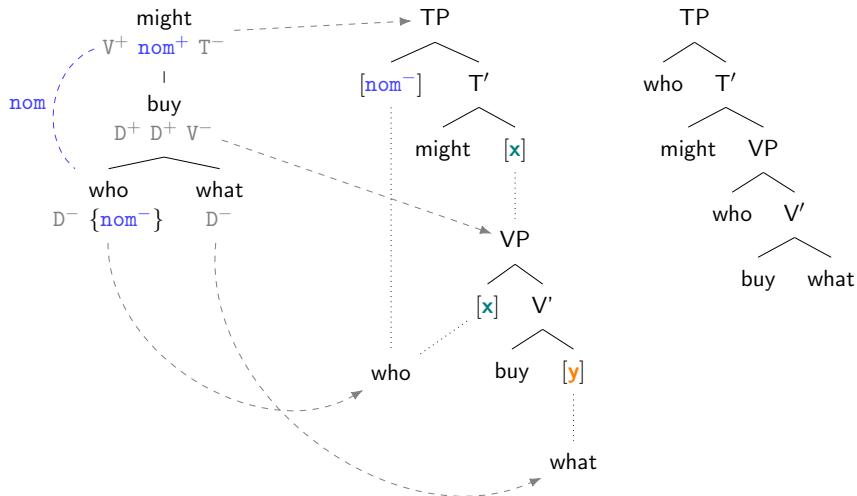 might TP TP
V⁺ nom⁺ T⁻
[nom⁻] T′ who T′
nom
buy
D⁺ D⁺ V⁻
might [x] might VP
who what
D⁻ {nom⁻} D⁻
who V′
VP
buy what
[x] V'
who buy [y]
what